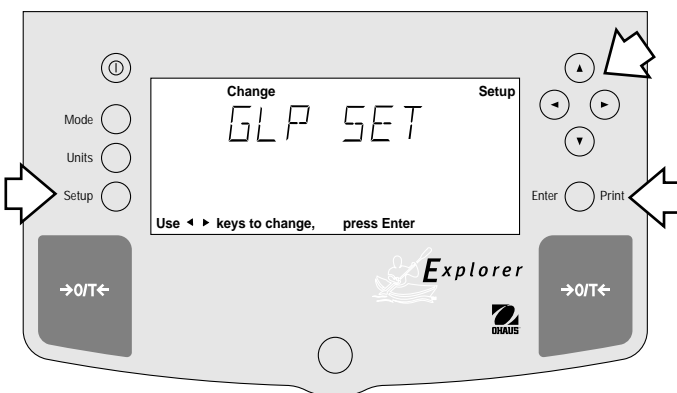 Change Setup
GLP SET
Use ◄ ► keys to change, press Enter
Mode
Units
Setup
Enter Print
→0/T←
→0/T←
Explorer
OHAUS